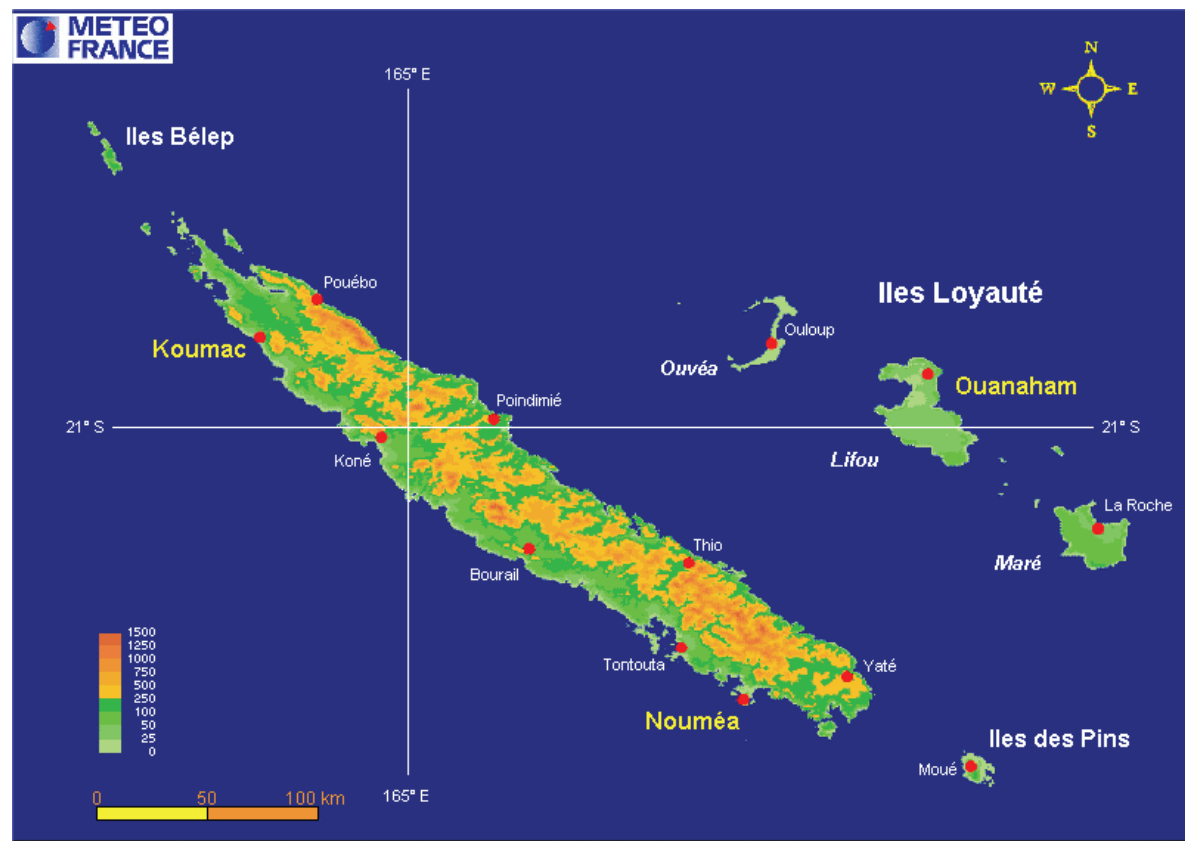 METEO
FRANCE
165° E
N
W
E
S
Iles Bélep
Pouébo
Iles Loyauté
Koumac
Ouloup
Ouvéa
Ouanaham
Poindimié
21° S
21° S
Koné
Lifou
La Roche
Thio
Maré
Bourail
1500
1250
1000
750
500
250
100
50
25
0
Tontouta
Yaté
Nouméa
Iles des Pins
Moué
165° E
0 50 100 km